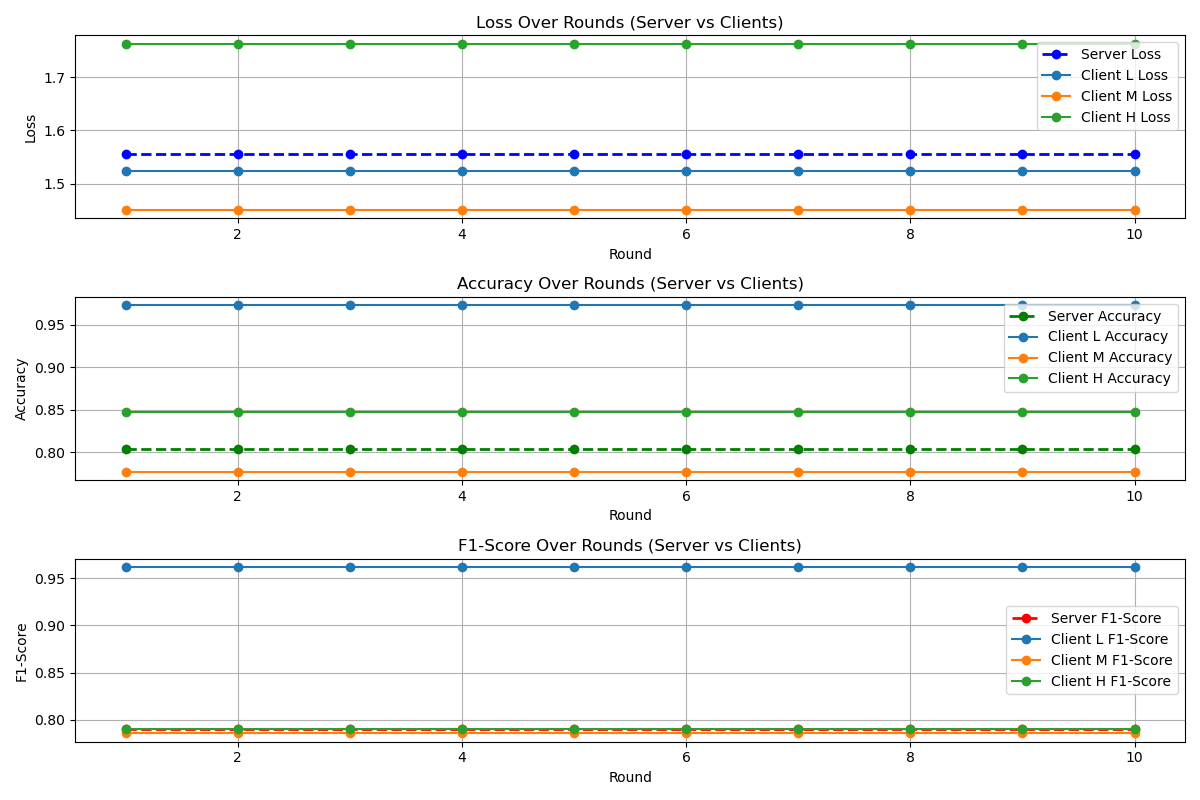 Loss Over Rounds (Server vs Clients)
Loss
1.7
1.6
1.5
Server Loss
Client L Loss
Client M Loss
Client H Loss
2 4 6 8 10
Round
Accuracy Over Rounds (Server vs Clients)
Accuracy
0.95
0.90
0.85
0.80
Server Accuracy
Client L Accuracy
Client M Accuracy
Client H Accuracy
2 4 6 8 10
Round
F1-Score Over Rounds (Server vs Clients)
F1-Score
0.95
0.90
0.85
0.80
Server F1-Score
Client L F1-Score
Client M F1-Score
Client H F1-Score
2 4 6 8 10
Round